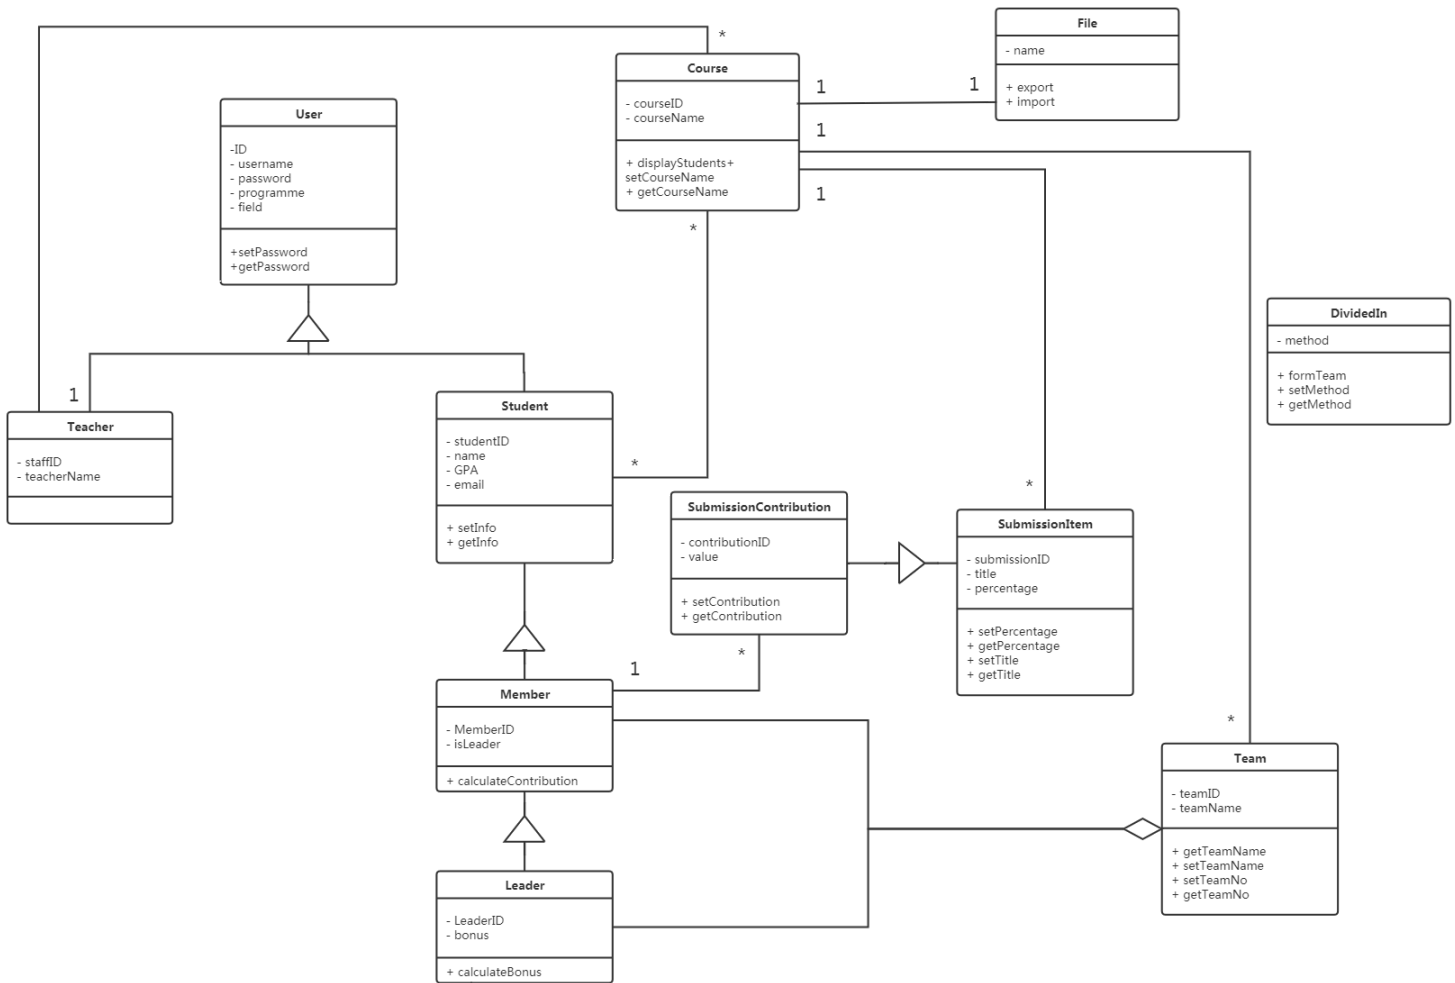 File
- name
+ export
+ import
*
Course
- courseID
- courseName
+ displayStudents+
setCourseName
+ getCourseName
1
1
1
1
*
User
-ID
- username
- password
- programme
- field
+setPassword
+getPassword
DividedIn
- method
+ formTeam
+ setMethod
+ getMethod
1
Teacher
- staffID
- teacherName
Student
- studentID
- name
- GPA
- email
+ setInfo
+ getInfo
*
*
SubmissionContribution
- contributionID
- value
+ setContribution
+ getContribution
SubmissionItem
- submissionID
- title
- percentage
+ setPercentage
+ getPercentage
+ setTitle
+ getTitle
*
1
Member
- MemberID
- isLeader
+ calculateContribution
*
Team
- teamID
- teamName
+ getTeamName
+ setTeamName
+ setTeamNo
+ getTeamNo
Leader
- LeaderID
- bonus
+ calculateBonus